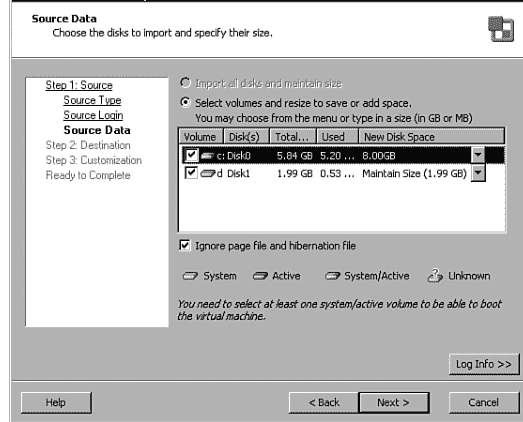 Source Data
Choose the disks to import and specify their size.
Step 1: Source
Source Type
Source Login
Source Data
Step 2: Destination
Step 3: Customization
Ready to Complete
Import all disks and maintain size
Select volumes and resize to save or add space.
You may choose from the menu or type in a size (in GB or MB)
Volume Disk(s) Total... Used New Disk Space
c: Disk0 5.84 GB 5.20 ... 8.00GB
d Disk1 1.99 GB 0.53 ... Maintain Size (1.99 GB)
Ignore page file and hibernation file
System Active System/Active Unknown
You need to select at least one system/active volume to be able to boot
the virtual machine.
Log Info >>
Help < Back Next > Cancel